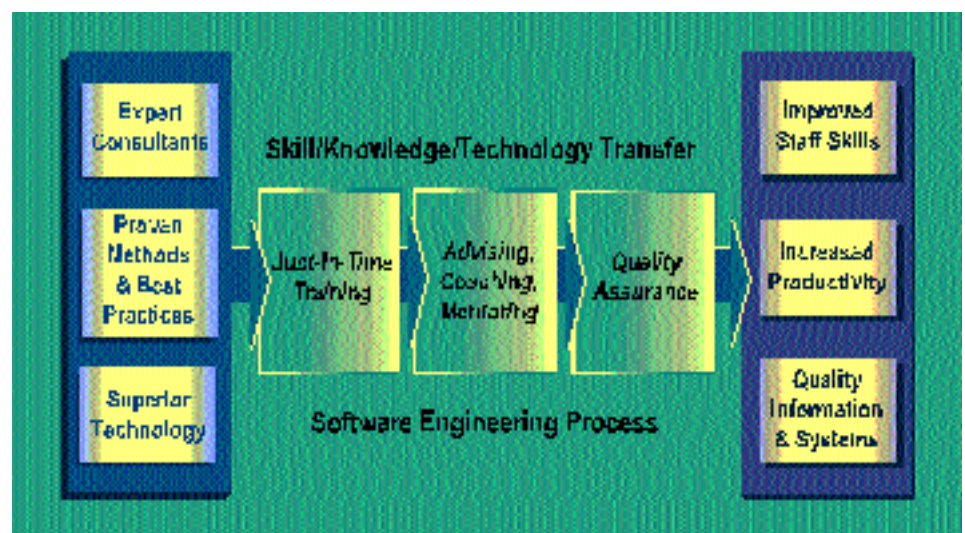 Expert
Consultants
Proven
Methods
& Best
Practices
Superior
Technology
Skill/Knowledge/Technology Transfer
Just-In-Time
Training
Advising,
Coaching,
Mentoring
Quality
Assurance
Software Engineering Process
Improved
Staff Skills
Increased
Productivity
Quality
Information
& Systems